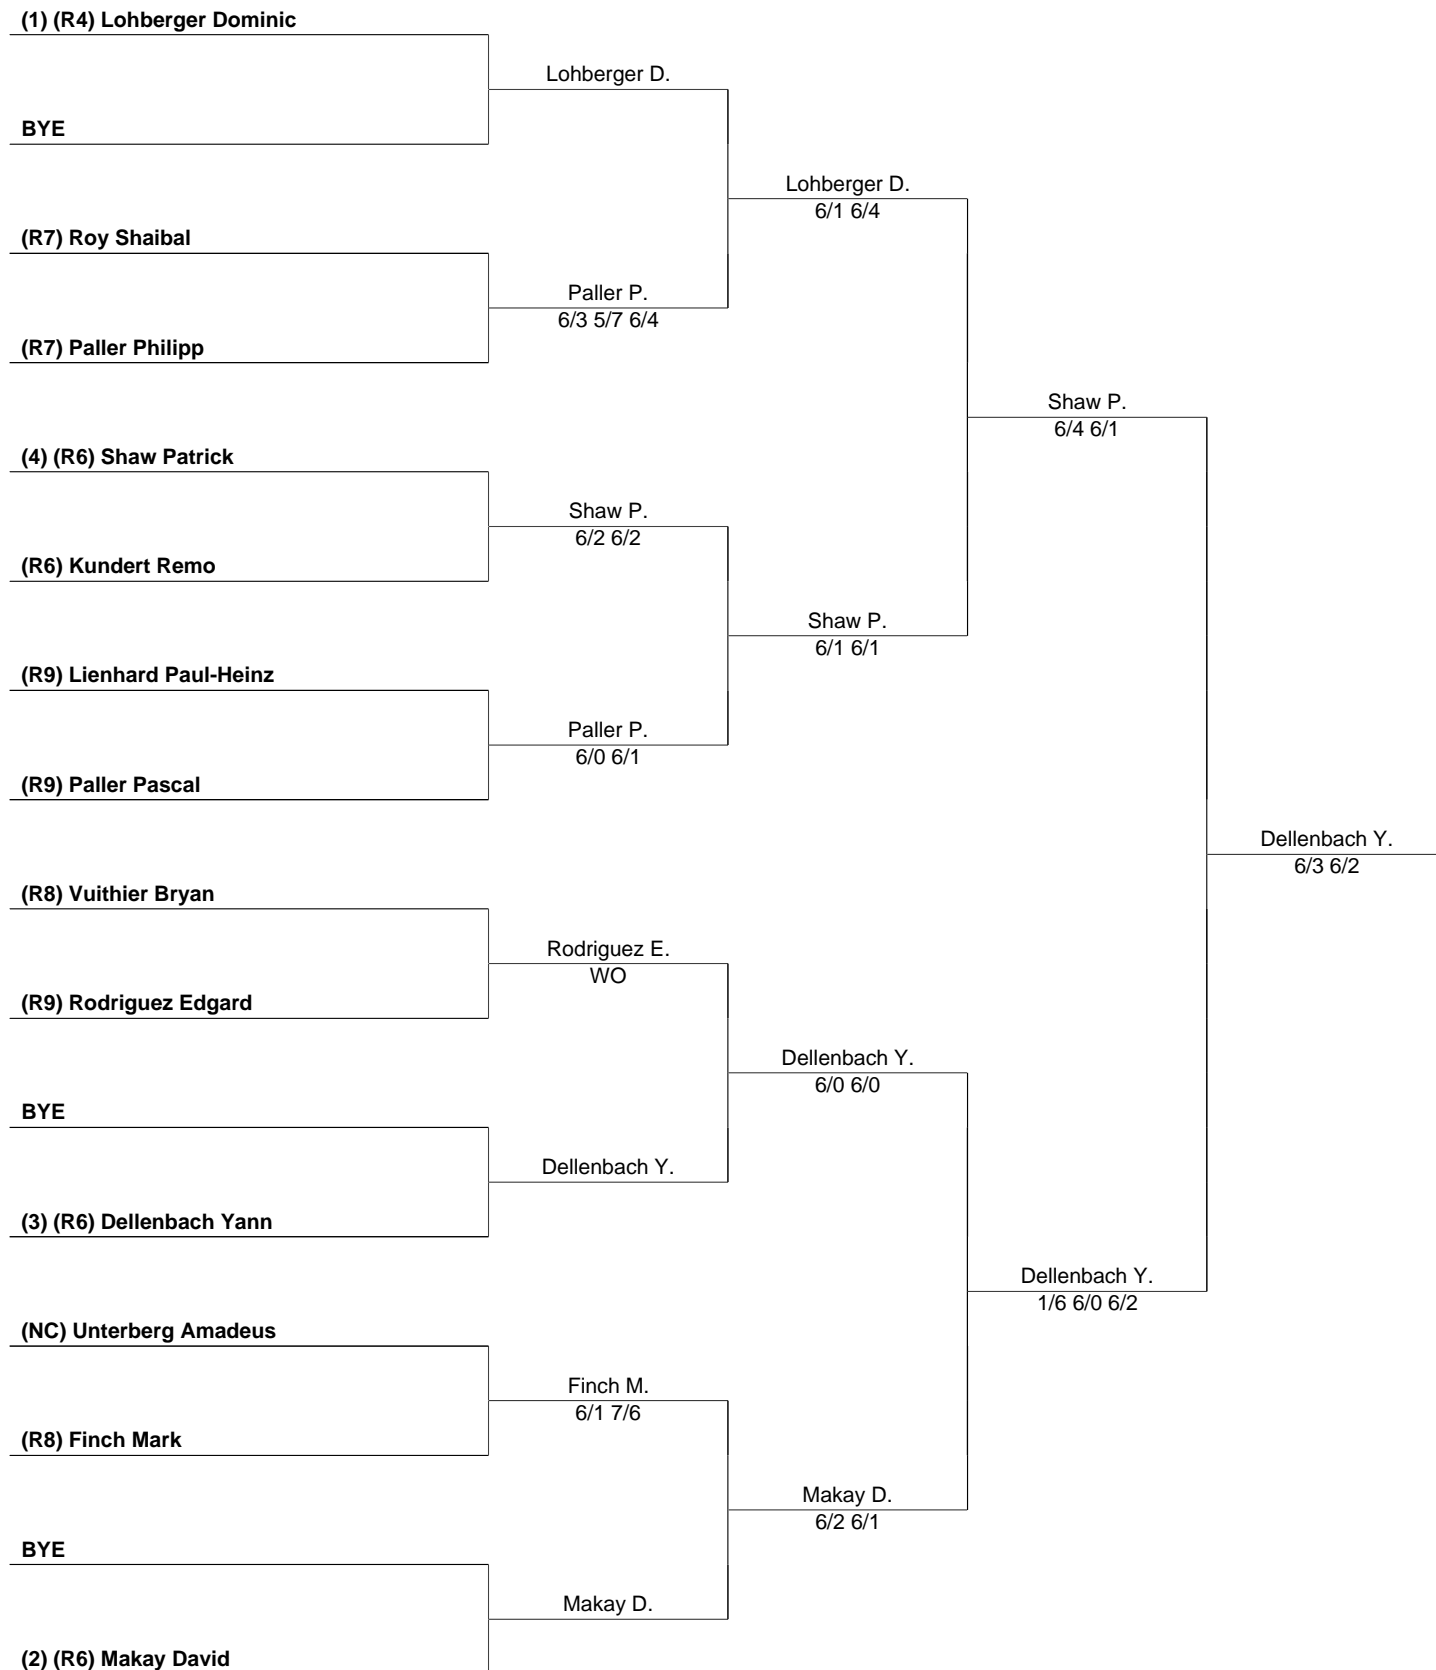 (1) (R4) Lohberger Dominic
Lohberger D.
BYE
Lohberger D.
6/1 6/4
(R7) Roy Shaibal
Paller P.
6/3 5/7 6/4
(R7) Paller Philipp
Shaw P.
6/4 6/1
(4) (R6) Shaw Patrick
Shaw P.
6/2 6/2
(R6) Kundert Remo
Shaw P.
6/1 6/1
(R9) Lienhard Paul-Heinz
Paller P.
6/0 6/1
(R9) Paller Pascal
Dellenbach Y.
6/3 6/2
(R8) Vuithier Bryan
Rodriguez E.
WO
(R9) Rodriguez Edgard
Dellenbach Y.
6/0 6/0
BYE
Dellenbach Y.
(3) (R6) Dellenbach Yann
Dellenbach Y.
1/6 6/0 6/2
(NC) Unterberg Amadeus
Finch M.
6/1 7/6
(R8) Finch Mark
Makay D.
6/2 6/1
BYE
Makay D.
(2) (R6) Makay David